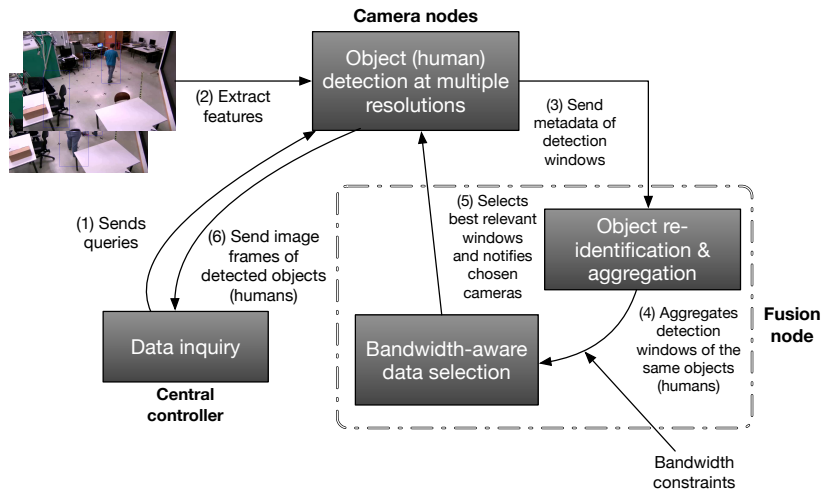 Camera nodes
Object (human)
detection at multiple
resolutions
(2) Extract
features
(3) Send
metadata of
detection
windows
(1) Sends
queries
(6) Send image
frames of
detected objects
(humans)
(5) Selects
best relevant
windows
and notifies
chosen
cameras
Object re-
identification &
aggregation
Data inquiry
Central
controller
Bandwidth-aware
data selection
(4) Aggregates
detection
windows of the
same objects
(humans)
Fusion
node
Bandwidth
constraints